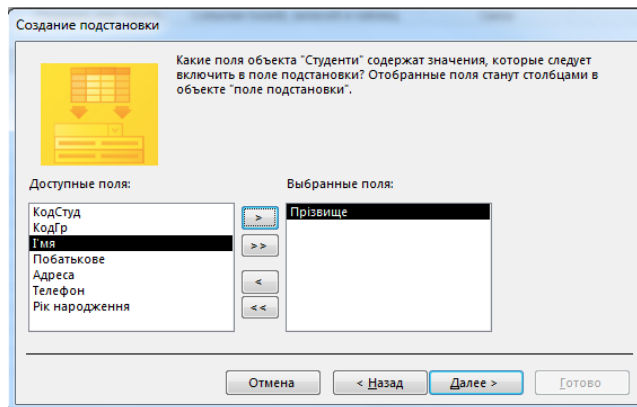 Создание подстановки
Какие поля объекта "Студенти" содержат значения, которые следует
включить в поле подстановки? Отобранные поля станут столбцами в
объекте "поле подстановки".
Доступные поля:
Выбранные поля:
КодСтуд
КодГр
І'мя
Побатькове
Адреса
Телефон
Рік народження
>
>>
<
<<
Прізвище
Отмена
< Назад
Далее >
Готово